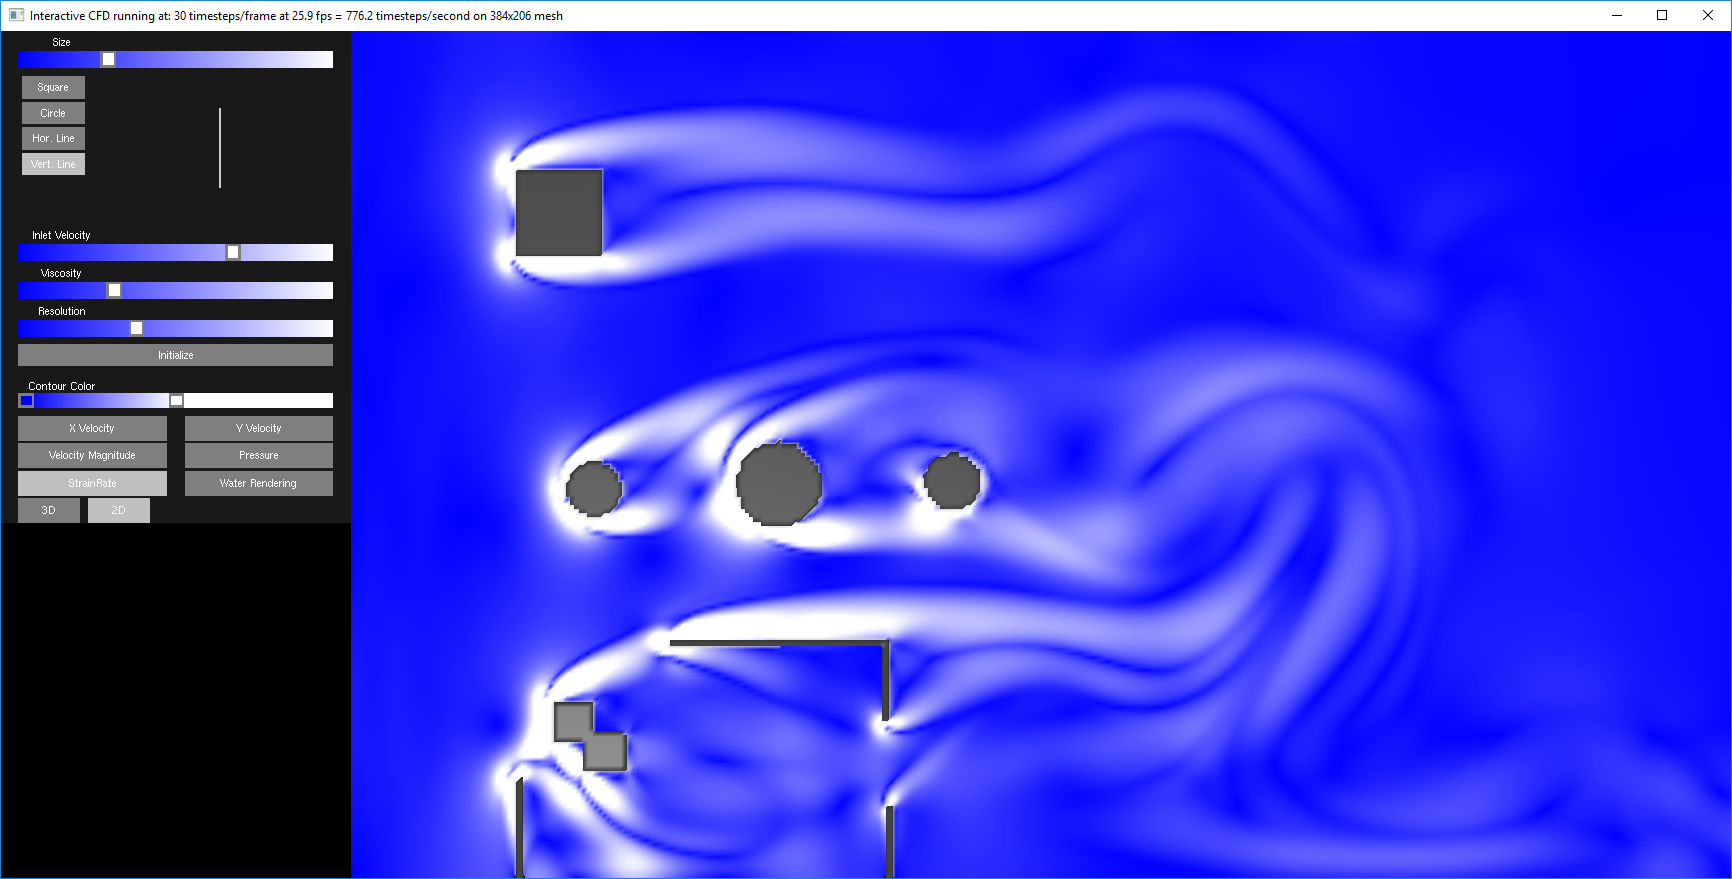 Interactive CFD running at: 30 timesteps/frame at 25.9 fps = 776.2 timesteps/second on 384x206 mesh
Size
Square
Circle
Hor. Line
Vert. Line
Inlet Velocity
Viscosity
Resolution
Initialize
Contour Color
X Velocity
Y Velocity
Velocity Magnitude
Pressure
StrainRate
Water Rendering
3D
2D